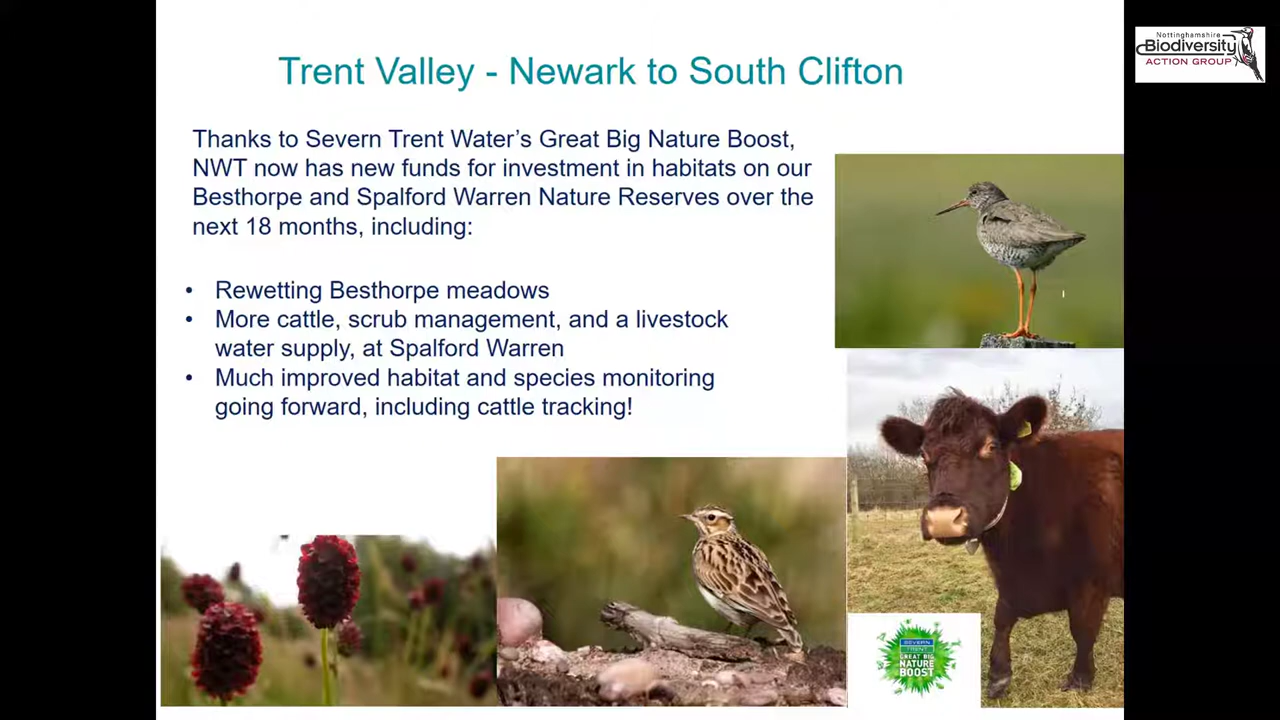 Trent Valley - Newark to South Clifton
Nottinghamshire
Biodiversity
ACTION GROUP
Thanks to Severn Trent Water’s Great Big Nature Boost,
NWT now has new funds for investment in habitats on our
Besthorpe and Spalford Warren Nature Reserves over the
next 18 months, including:
• Rewetting Besthorpe meadows
• More cattle, scrub management, and a livestock
water supply, at Spalford Warren
• Much improved habitat and species monitoring
going forward, including cattle tracking!
SEVERN
TRENT
GREAT BIG
NATURE
BOOST